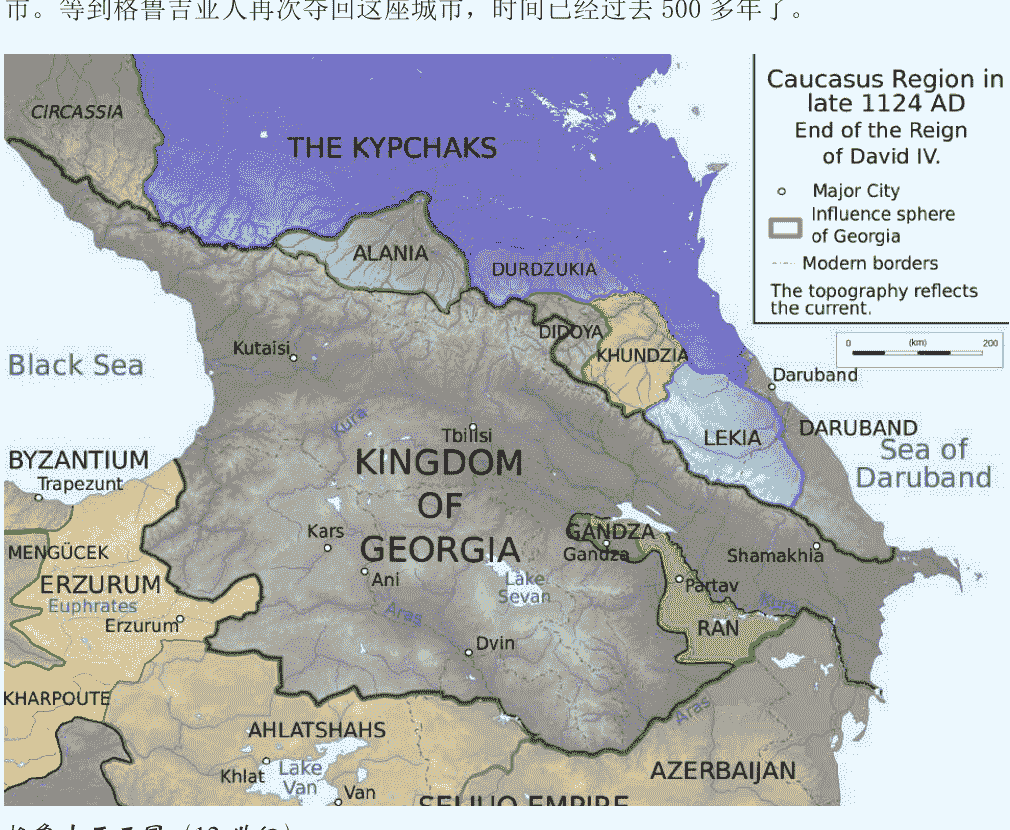 市。等到格鲁吉亚人再次夺回这座城市，时间已经过去 500 多年了。
Caucasus Region in
late 1124 AD
End of the Reign
of David IV.
Major City
Influence sphere
of Georgia
Modern borders
The topography reflects
the current.
0 (km) 200
CIRCASSIA
THE KYPCHAKS
ALANIA
DURDZUKIA
DIDOYA
KHUNDZIA
Kutaisi
Black Sea
Daruband
Kura
Tbilisi
LEKIA
DARUBAND
Sea of
Daruband
BYZANTIUM
Trapezunt
KINGDOM
OF
GEORGIA
Kars
Ani
GANDZA
Gandza
Shamakhia
MENGÜCEK
ERZURUM
Euphrates
Erzurum
Lake
Sevan
Partav
Kura
Aras
RAN
Dvin
KHARPOUTE
Aras
AHLATSHAHS
Khlat
Lake
Van
Van
AZERBAIJAN
SELJUQ EMPIRE